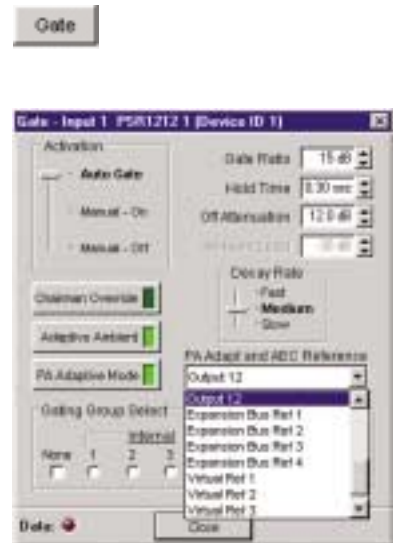 Gate
Gate - Input 1 PSR1212 1 (Device ID 1)
Activation
Auto Gate
Manual - On
Manual - Off
Gate Ratio 15 dB
Hold Time 0.30 sec
Off Attenuation 12.0 dB
Decay Rate
Fast
Medium
Slow
Chairman Override
Adaptive Ambient
PA Adaptive Mode
PA Adapt and AEC Reference
Output 12
Output 12
Expansion Bus Ref 1
Expansion Bus Ref 2
Expansion Bus Ref 3
Expansion Bus Ref 4
Virtual Ref 1
Virtual Ref 2
Virtual Ref 3
Gating Group Select
Internal
None 1 2 3
Data:
Close